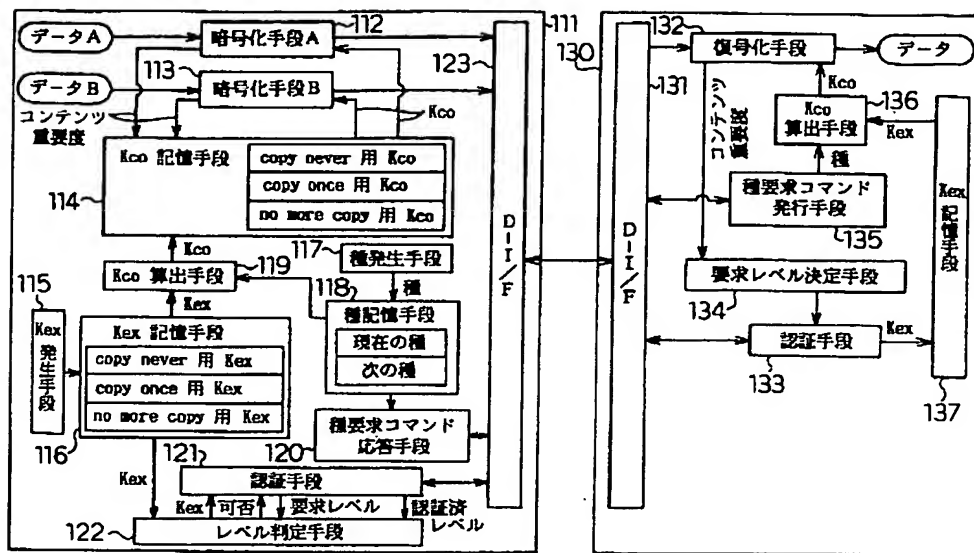 データA
暗号化手段A
112
111
データB
113
暗号化手段B
123
コンテンツ
重要度
Kco
Kco 記憶手段
copy never 用 Kco
copy once 用 Kco
no more copy 用 Kco
114
Kco
115
Kco 算出手段
119
117
種発生手段
種
118
種記憶手段
現在の種
次の種
Kex
Kex
発生手段
Kex 記憶手段
copy never 用 Kex
copy once 用 Kex
no more copy 用 Kex
116
種要求コマンド
応答手段
120
121
認証手段
Kex
Kex
可否
要求レベル
認証済
レベル
122
レベル判定手段
D-I/F
130
132
復号化手段
データ
131
コンテンツ
重要度
Kco
136
Kco
算出手段
Kex
種
種要求コマンド
発行手段
135
Kex 記憶手段
要求レベル決定手段
134
認証手段
133
Kex
137
D-I/F